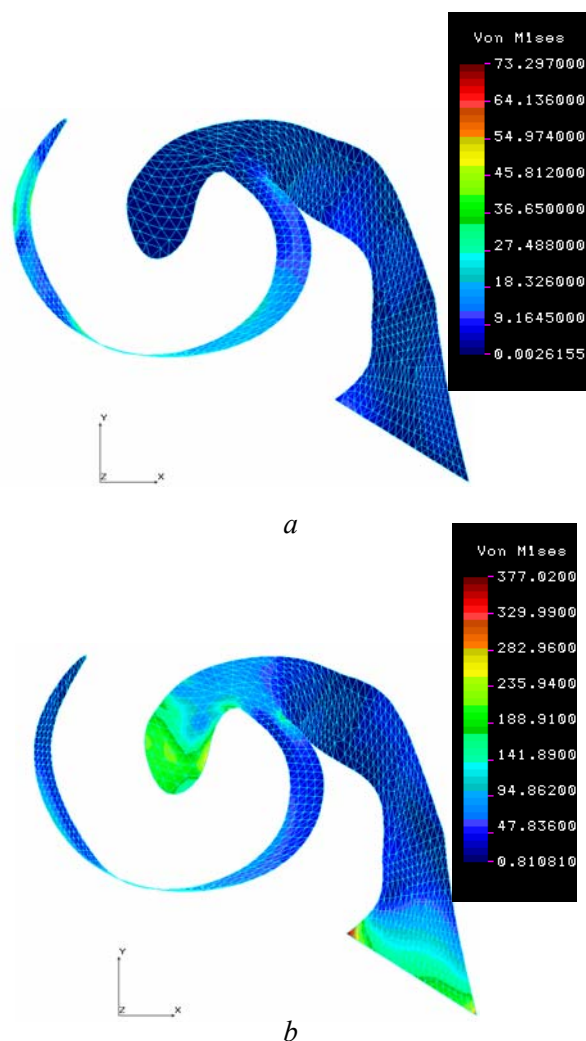 Von Mises
73.297000
64.136000
54.974000
45.812000
36.650000
27.488000
18.326000
9.1645000
0.0026155
Y
Z X
a
Von Mises
377.0200
329.9900
282.9600
235.9400
188.9100
141.8900
94.86200
47.83600
0.810810
Y
Z X
b